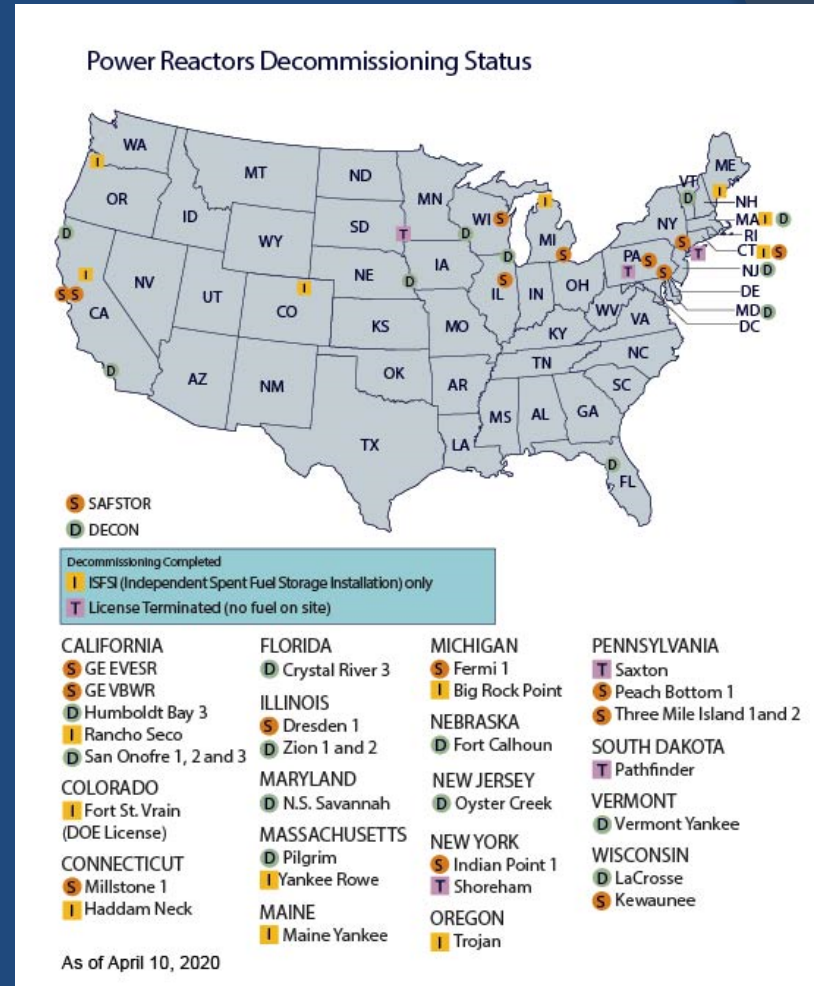 Power Reactors Decommissioning Status
WA
OR
ID
MT
ND
SD
MN
WI S
MI
VT
D
ME
I
NH
MA I D
RI
CT I S
NJ D
DE
MD D
DC
NY
PA S
T
S
S
T
I
D
I
S S
D
CA
NV
UT
WY
CO
I
NE
D
T
D
IA
D
S
IL
IN
OH
I
S
WV
VA
KS
MO
KY
NC
TN
SC
AZ
NM
OK
AR
MS
AL
GA
TX
LA
D
FL
S SAFSTOR
D DECON
Decommissioning Completed
I ISFSI (Independent Spent Fuel Storage Installation) only
T License Terminated (no fuel on site)
CALIFORNIA
S GE EVESR
S GE VBWR
D Humboldt Bay 3
I Rancho Seco
D San Onofre 1, 2 and 3
COLORADO
I Fort St. Vrain
(DOE License)
CONNECTICUT
S Millstone 1
I Haddam Neck
FLORIDA
D Crystal River 3
ILLINOIS
S Dresden 1
D Zion 1 and 2
MARYLAND
D N.S. Savannah
MASSACHUSETTS
D Pilgrim
I Yankee Rowe
MAINE
I Maine Yankee
MICHIGAN
S Fermi 1
I Big Rock Point
NEBRASKA
D Fort Calhoun
NEW JERSEY
D Oyster Creek
NEW YORK
S Indian Point 1
T Shoreham
OREGON
I Trojan
PENNSYLVANIA
T Saxton
S Peach Bottom 1
S Three Mile Island 1and 2
SOUTH DAKOTA
T Pathfinder
VERMONT
D Vermont Yankee
WISCONSIN
D LaCrosse
S Kewaunee
As of April 10, 2020